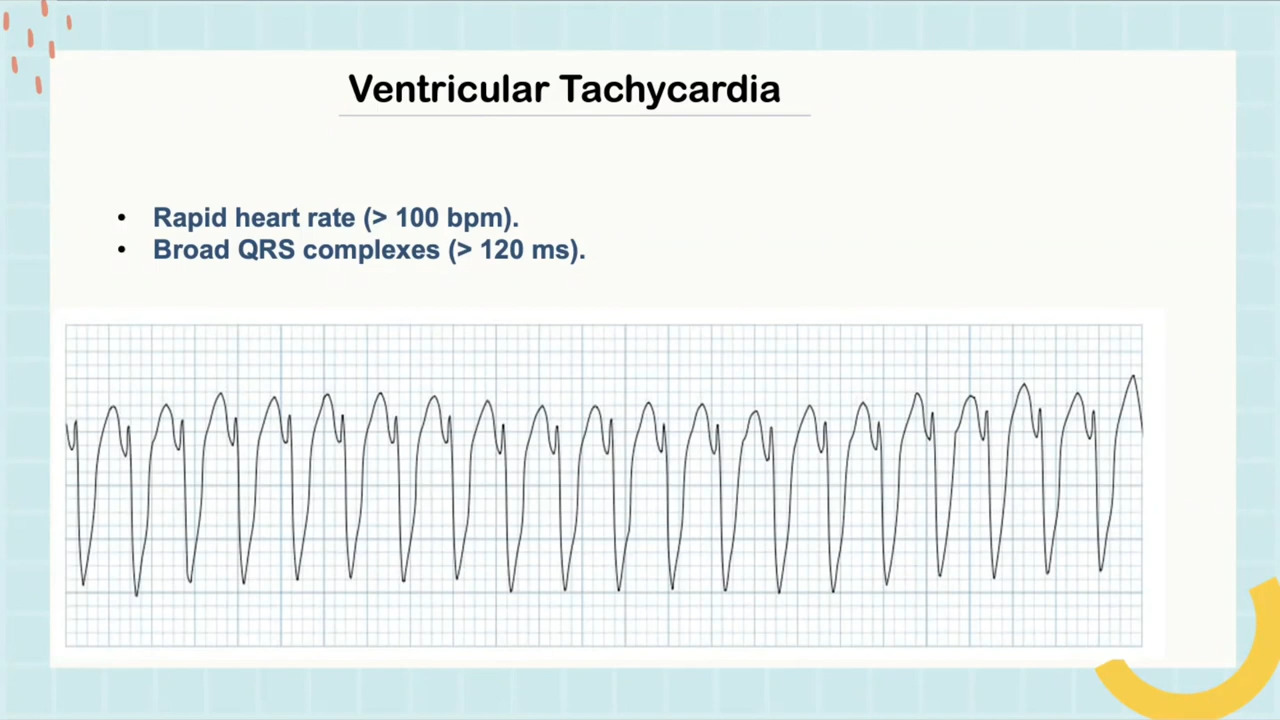 Ventricular Tachycardia
• Rapid heart rate (> 100 bpm).
• Broad QRS complexes (> 120 ms).